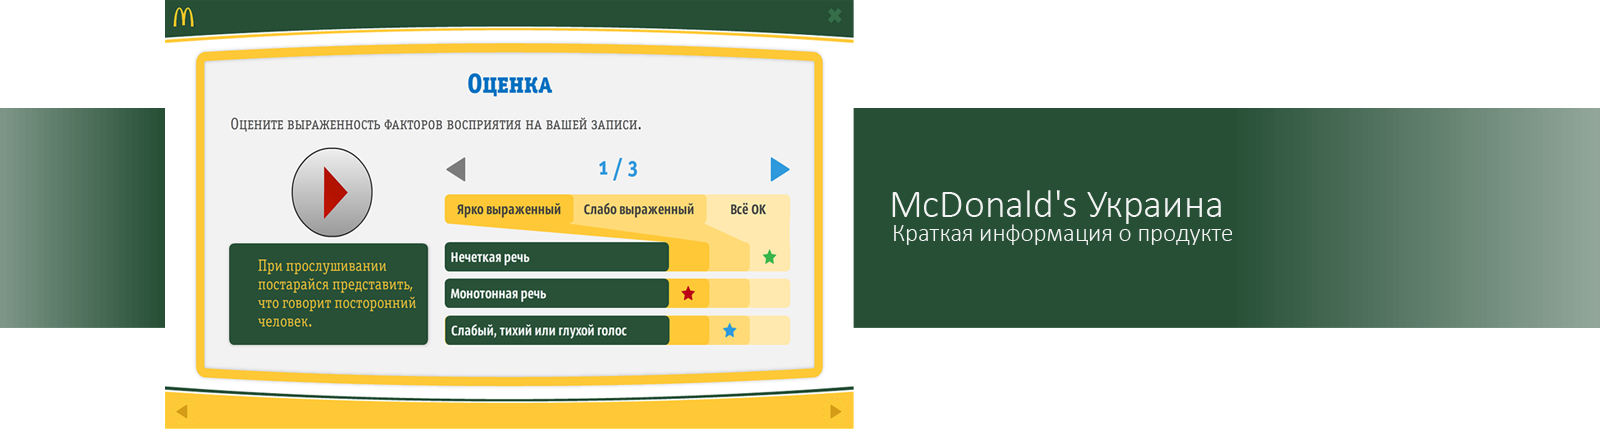 Оценка
Оцените выраженность факторов восприятия на вашей записи.
1 / 3
Ярко выраженный Слабо выраженный Всё ОК
Нечеткая речь
Монотонная речь
Слабый, тихий или глухой голос
При прослушивании
постарайся представить,
что говорит посторонний
человек.
McDonald's Украина
Краткая информация о продукте